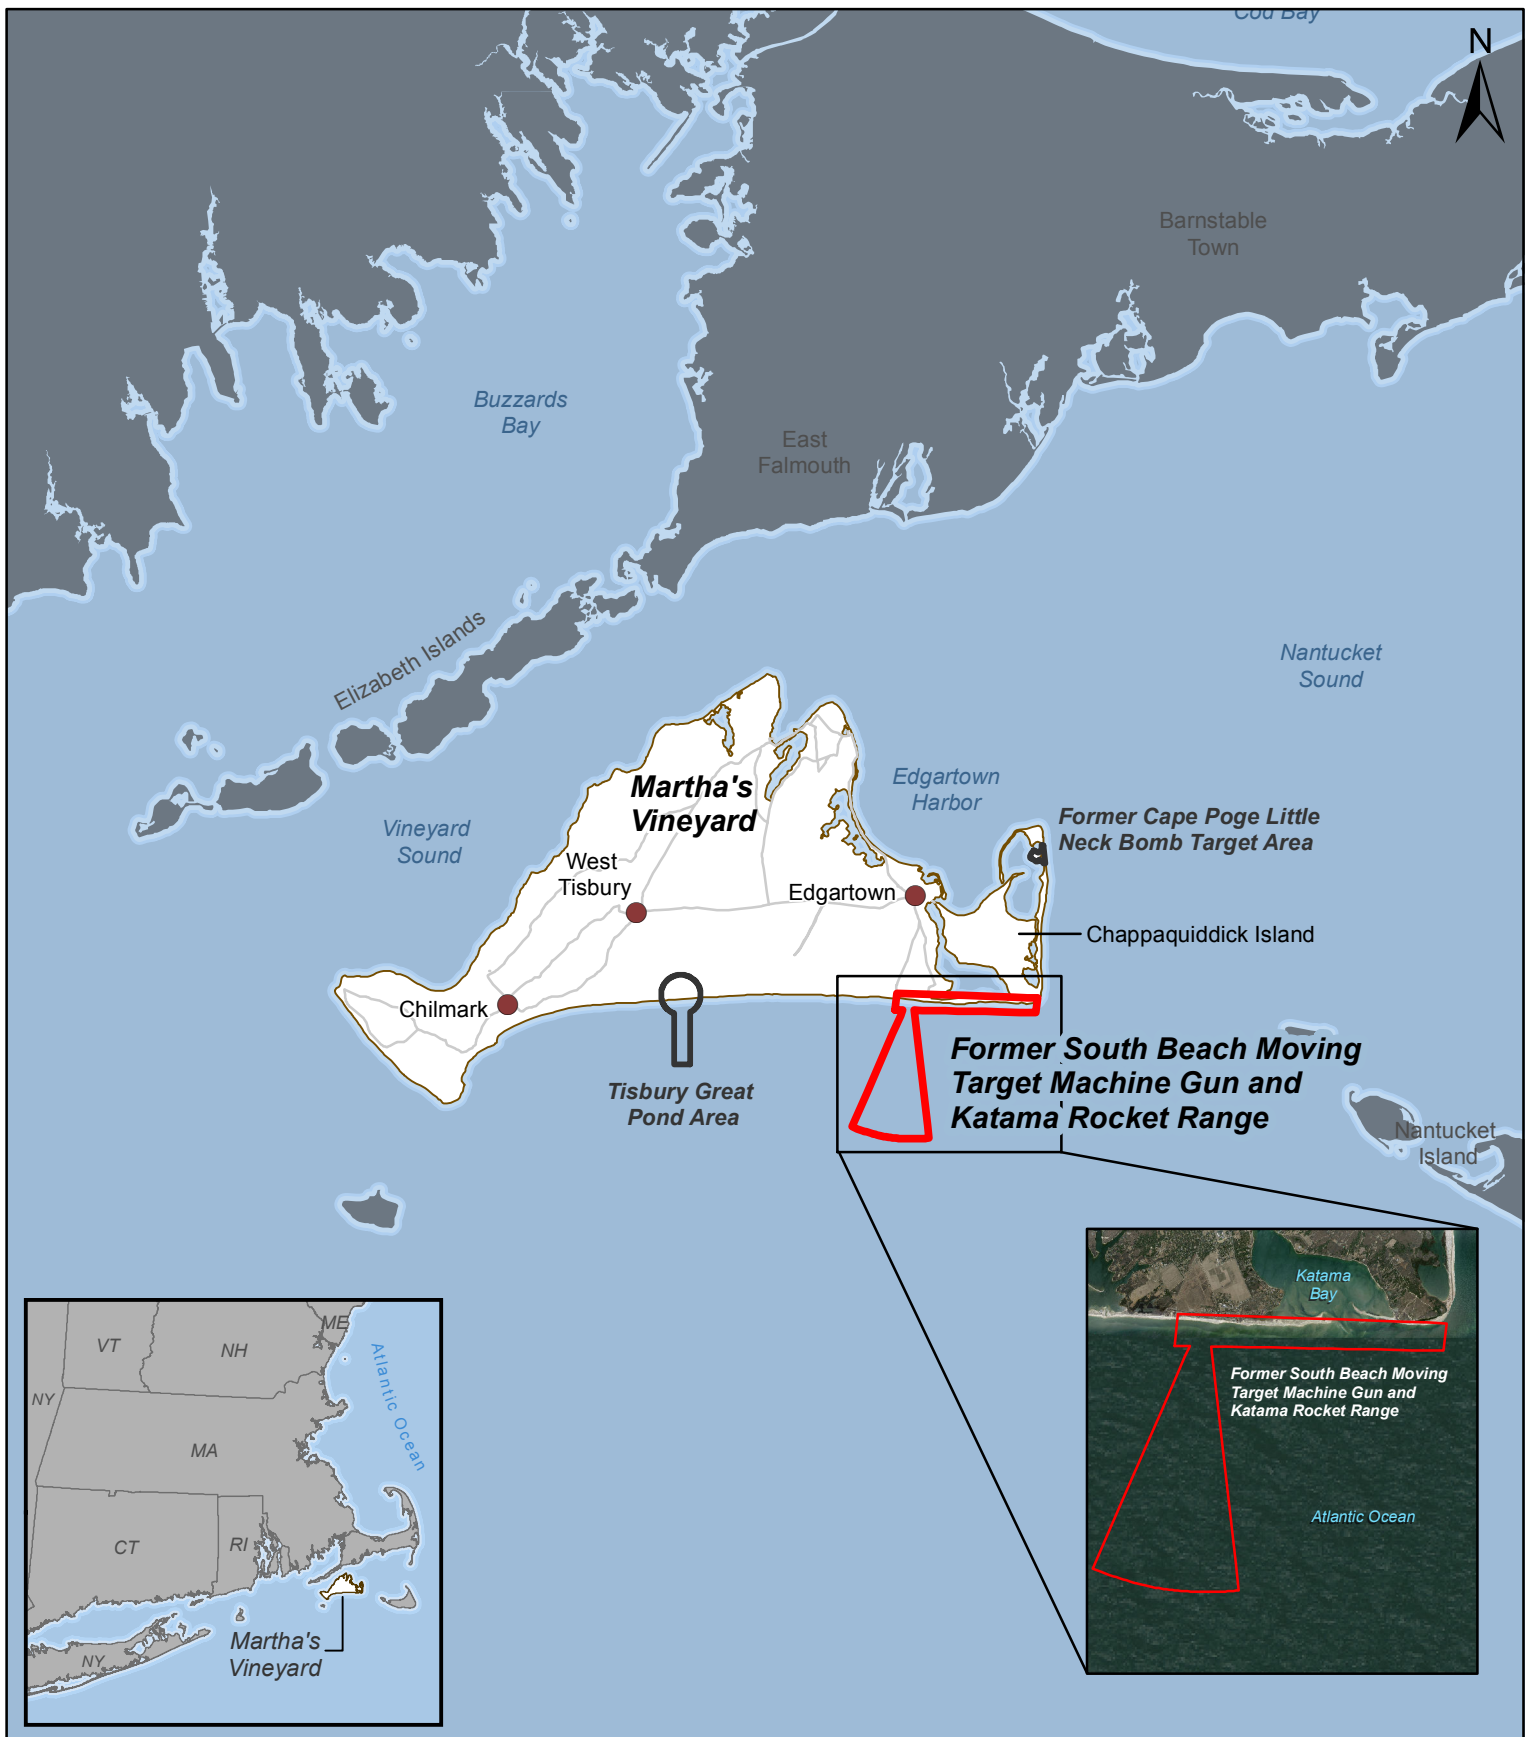 Cod Bay
N
Barnstable
Town
Buzzards
Bay
East
Falmouth
Elizabeth Islands
Nantucket
Sound
Martha's
Vineyard
Edgartown
Harbor
Vineyard
Sound
Former Cape Poge Little
Neck Bomb Target Area
West
Tisbury
Edgartown
Chappaquiddick Island
Chilmark
Former South Beach Moving
Target Machine Gun and
Katama Rocket Range
Tisbury Great
Pond Area
Nantucket
Island
Katama
Bay
Former South Beach Moving
Target Machine Gun and
Katama Rocket Range
Atlantic Ocean
ME
VT
NH
Atlantic Ocean
NY
MA
CT
RI
Martha's
Vineyard
NY